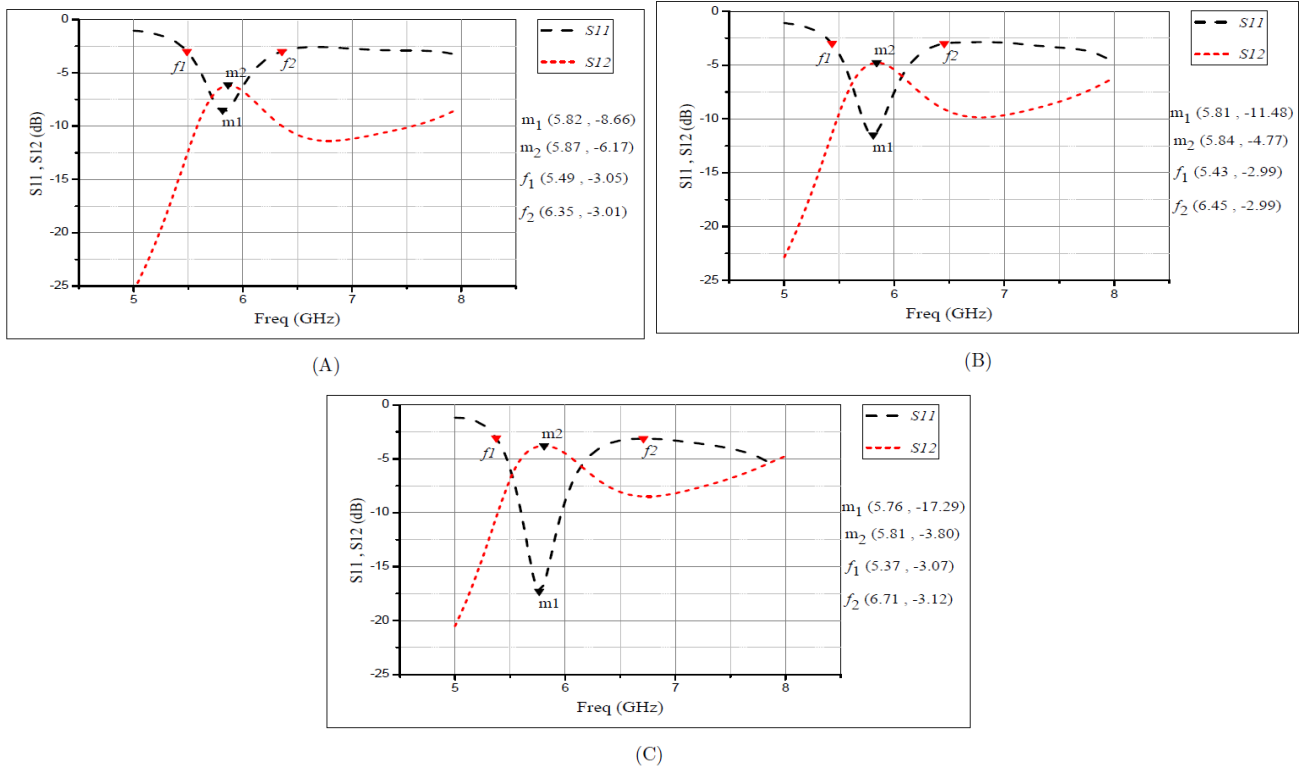 0
-5
-10
-15
-20
-25
5
6
7
8
S11 , S12 (dB)
Freq (GHz)
f1
m2
f2
m1
S11
S12
m1 (5.82 , -8.66)
m2 (5.87 , -6.17)
f1 (5.49 , -3.05)
f2 (6.35 , -3.01)
(A)
0
-5
-10
-15
-20
-25
5
6
7
8
S11 , S12 (dB)
Freq (GHz)
f1
m2
f2
m1
S11
S12
m1 (5.81 , -11.48)
m2 (5.84 , -4.77)
f1 (5.43 , -2.99)
f2 (6.45 , -2.99)
(B)
0
-5
-10
-15
-20
-25
5
6
7
8
S11 , S12 (dB)
Freq (GHz)
f1
m2
f2
m1
S11
S12
m1 (5.76 , -17.29)
m2 (5.81 , -3.80)
f1 (5.37 , -3.07)
f2 (6.71 , -3.12)
(C)